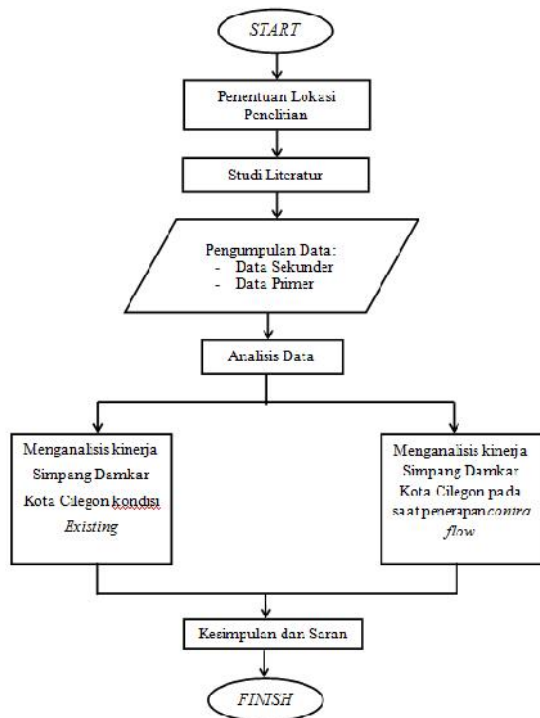 START
Penentuan Lokasi
Penelitian
Studi Literatur
Pengumpulan Data:
- Data Sekunder
- Data Primer
Analisis Data
Menganalisis kinerja
Simpang Damkar
Kota Cilegon kondisi
Existing
Menganalisis kinerja
Simpang Damkar
Kota Cilegon pada
saat penerapan contra
flow
Kesimpulan dan Saran
FINISH